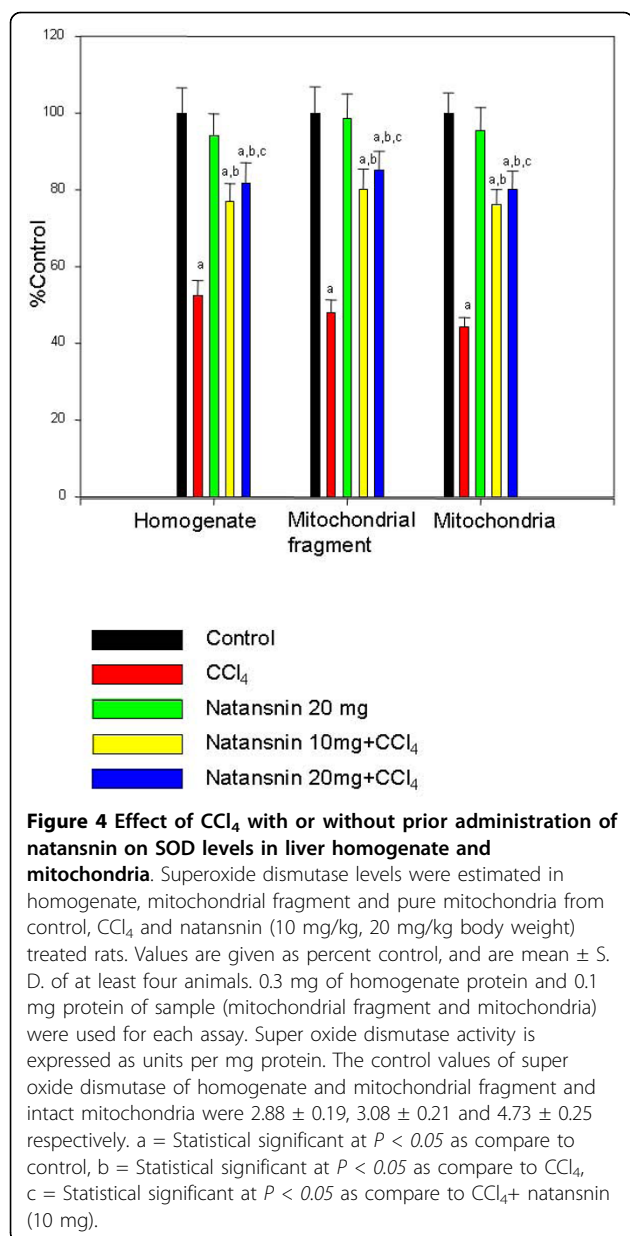 120
100
80
60
40
20
0
%Control
a
a,b
a,b,c
a
a,b
a,b,c
a
a,b
a,b,c
Homogenate
Mitochondrial
fragment
Mitochondria
Control
CCl₄
Natansnin 20 mg
Natansnin 10mg+CCl₄
Natansnin 20mg+CCl₄
Figure 4 Effect of CCl₄ with or without prior administration of
natansnin on SOD levels in liver homogenate and
mitochondria. Superoxide dismutase levels were estimated in
homogenate, mitochondrial fragment and pure mitochondria from
control, CCl₄ and natansnin (10 mg/kg, 20 mg/kg body weight)
treated rats. Values are given as percent control, and are mean ± S.
D. of at least four animals. 0.3 mg of homogenate protein and 0.1
mg protein of sample (mitochondrial fragment and mitochondria)
were used for each assay. Super oxide dismutase activity is
expressed as units per mg protein. The control values of super
oxide dismutase of homogenate and mitochondrial fragment and
intact mitochondria were 2.88 ± 0.19, 3.08 ± 0.21 and 4.73 ± 0.25
respectively. a = Statistical significant at P < 0.05 as compare to
control, b = Statistical significant at P < 0.05 as compare to CCl₄,
c = Statistical significant at P < 0.05 as compare to CCl₄+ natansnin
(10 mg).